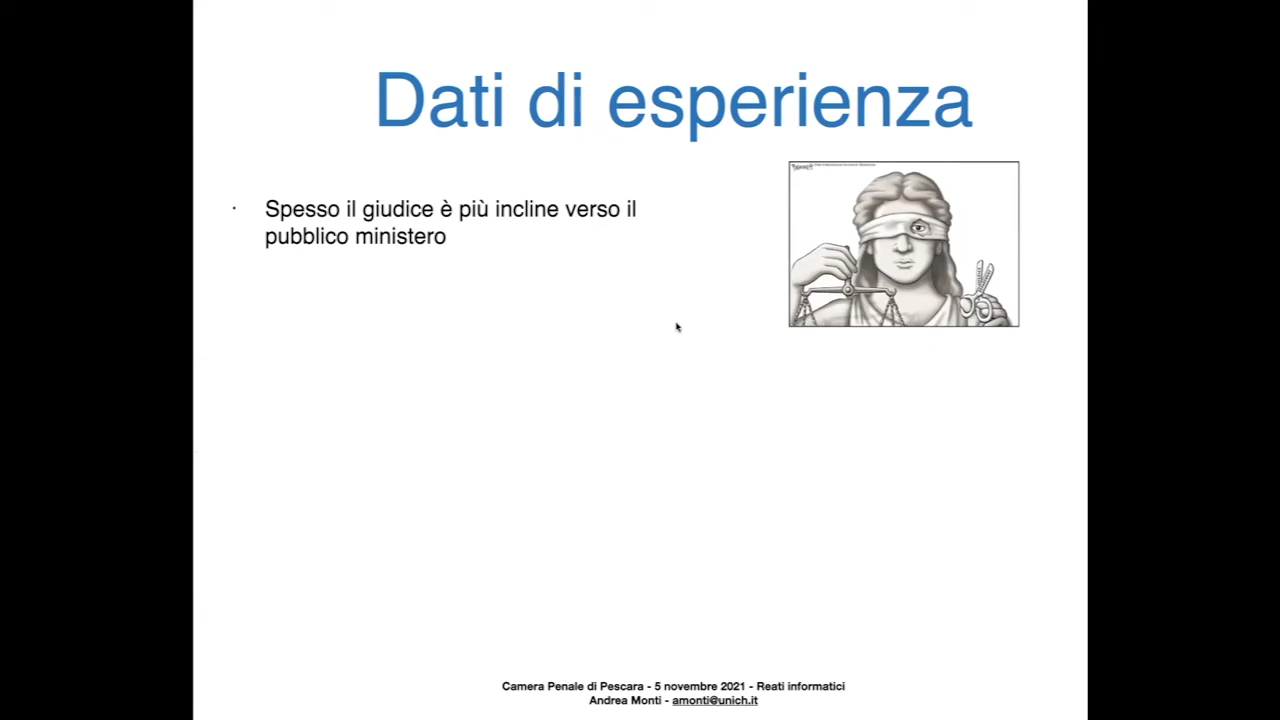 Dati di esperienza
· Spesso il giudice è più incline verso il
pubblico ministero
Camera Penale di Pescara - 5 novembre 2021 - Reati informatici
Andrea Monti - amonti@unich.it